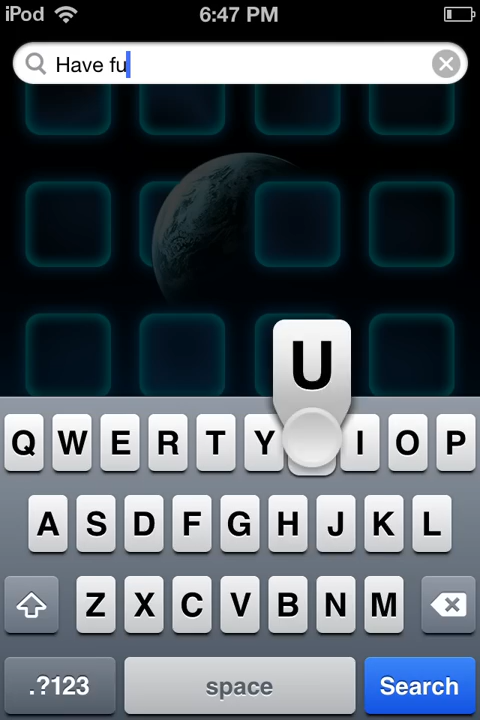 iPod 6:47 PM
Have fu
U
Q W E R T Y I O P
A S D F G H J K L
Z X C V B N M
.?123 space Search